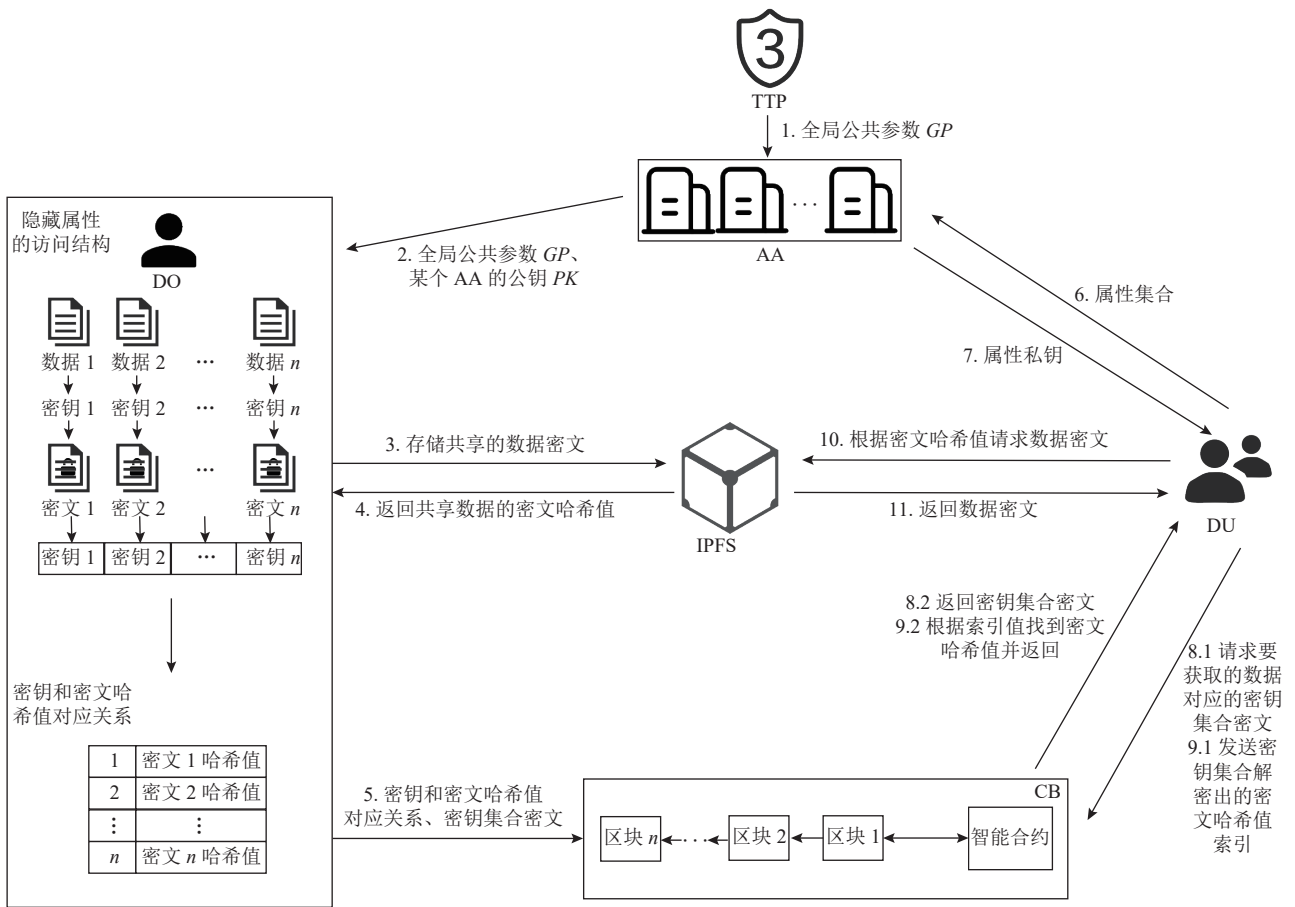 3
TTP
1. 全局公共参数 GP
···
AA
2. 全局公共参数 GP、
某个 AA 的公钥 PK
隐藏属性
的访问结构
DO
数据 1 数据 2 ··· 数据 n
密钥 1 密钥 2 ··· 密钥 n
···
密文 1 密文 2 密文 n
密钥 1 密钥 2 ··· 密钥 n
密钥和密文哈
希值对应关系
1 密文 1 哈希值
2 密文 2 哈希值
⋮ ⋮
n 密文 n 哈希值
3. 存储共享的数据密文
4. 返回共享数据的密文哈希值
5. 密钥和密文哈希值
对应关系、密钥集合密文
IPFS
6. 属性集合
7. 属性私钥
10. 根据密文哈希值请求数据密文
11. 返回数据密文
DU
8.2 返回密钥集合密文
9.2 根据索引值找到密文
哈希值并返回
8.1 请求要
获取的数据
对应的密钥
集合密文
9.1 发送密
钥集合解
密出的密
文哈希值
索引
CB
区块 n ··· 区块 2 区块 1 智能合约